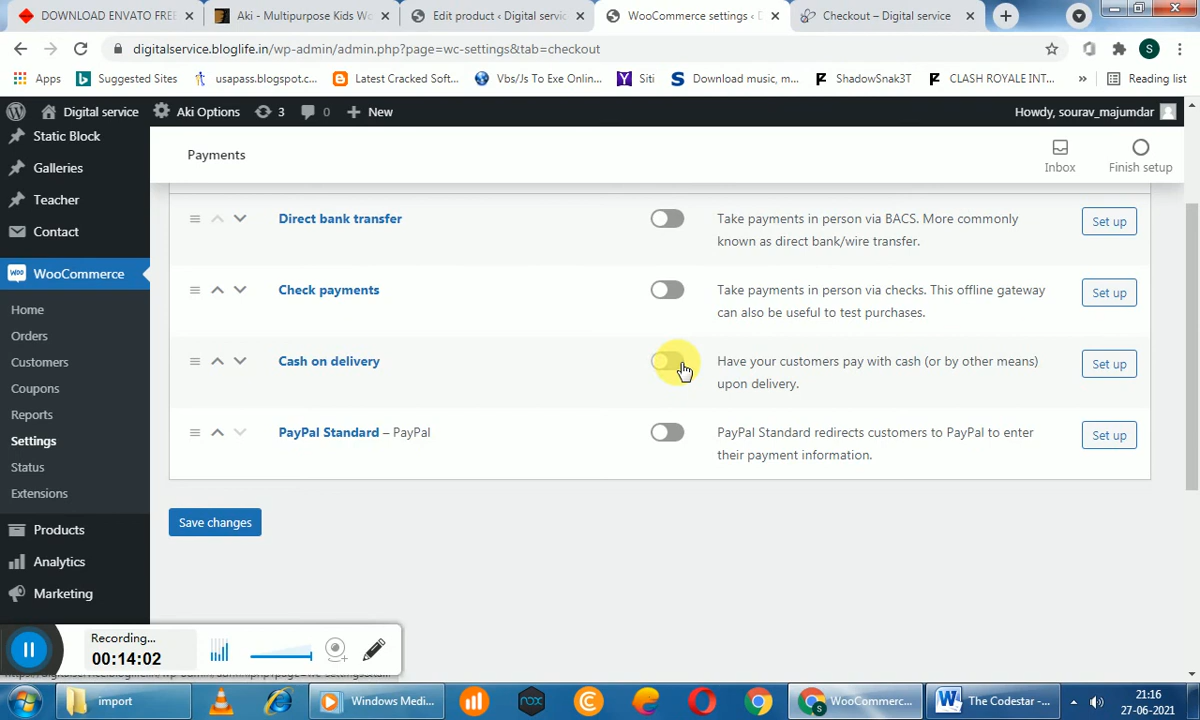 DOWNLOAD ENVATO FREE
Aki - Multipurpose Kids Wo
Edit product ‹ Digital servic
WooCommerce settings ‹ D
Checkout – Digital service
digitalservice.bloglife.in/wp-admin/admin.php?page=wc-settings&tab=checkout
S
Apps
Suggested Sites
usapass.blogspot.c...
Latest Cracked Soft...
Vbs/Js To Exe Onlin...
Siti
Download music, m...
ShadowSnak3T
CLASH ROYALE INT...
»
Reading list
Digital service
Aki Options
3
0
New
Howdy, sourav_majumdar
Static Block
Galleries
Teacher
Contact
WooCommerce
Home
Orders
Customers
Coupons
Reports
Settings
Status
Extensions
Products
Analytics
Marketing
Payments
Inbox
Finish setup
Direct bank transfer
Take payments in person via BACS. More commonly
known as direct bank/wire transfer.
Set up
Check payments
Take payments in person via checks. This offline gateway
can also be useful to test purchases.
Set up
Cash on delivery
Have your customers pay with cash (or by other means)
upon delivery.
Set up
PayPal Standard – PayPal
PayPal Standard redirects customers to PayPal to enter
their payment information.
Set up
Save changes
Recording...
00:14:02
import
Windows Medi...
nox
WooCommerc...
The Codestar -...
21:16
27-06-2021